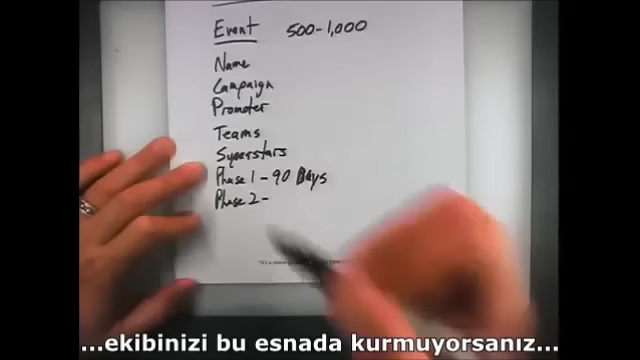 Event 500-1,000
Name
Campaign
Promoter
Teams
Superstars
Phase 1 - 90 Days
Phase 2 -
...ekibinizi bu esnada kurmuyorsanız...